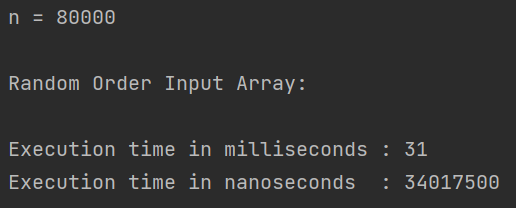 n = 80000
Random Order Input Array:
Execution time in milliseconds : 31
Execution time in nanoseconds  : 34017500